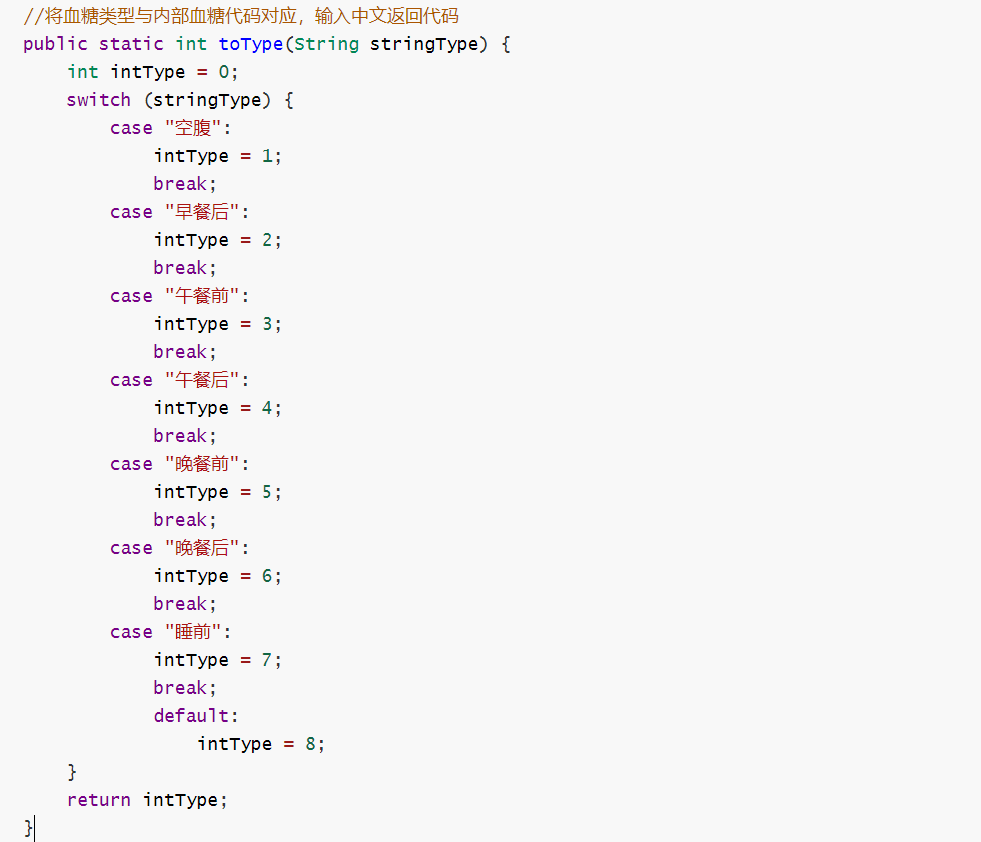 //将血糖类型与内部血糖代码对应，输入中文返回代码
public static int toType(String stringType) {
    int intType = 0;
    switch (stringType) {
        case "空腹":
            intType = 1;
            break;
        case "早餐后":
            intType = 2;
            break;
        case "午餐前":
            intType = 3;
            break;
        case "午餐后":
            intType = 4;
            break;
        case "晚餐前":
            intType = 5;
            break;
        case "晚餐后":
            intType = 6;
            break;
        case "睡前":
            intType = 7;
            break;
            default:
                intType = 8;
    }
    return intType;
}